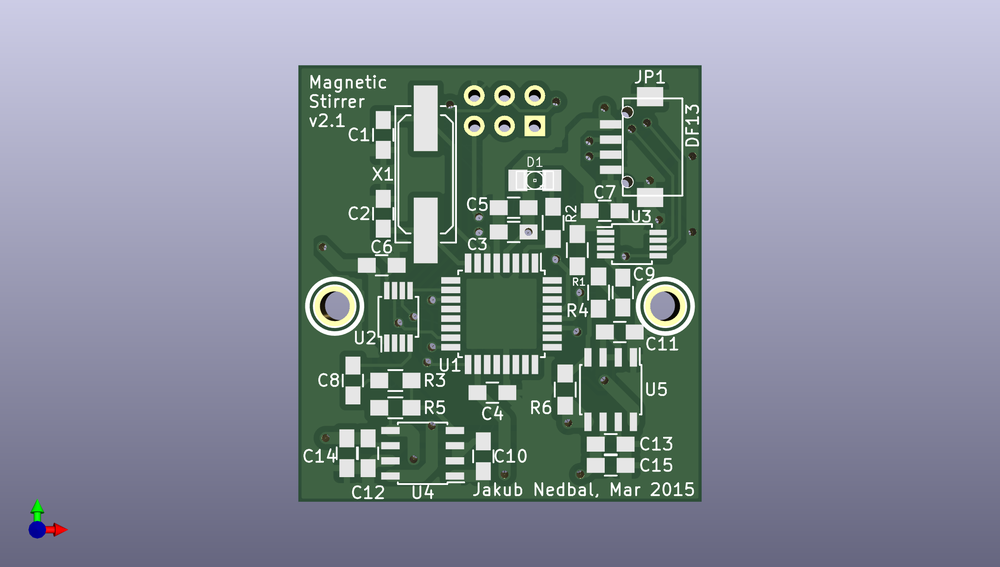 Magnetic
Stirrer
v2.1
JP1
DF13
C1
X1
D1
C7
C2
C5
R2
U3
C6
C3
C9
R1
R4
U2
C11
U1
C8
R3
U5
R5
C4
R6
C13
C14
C10
C15
C12
U4
Jakub Nedbal, Mar 2015